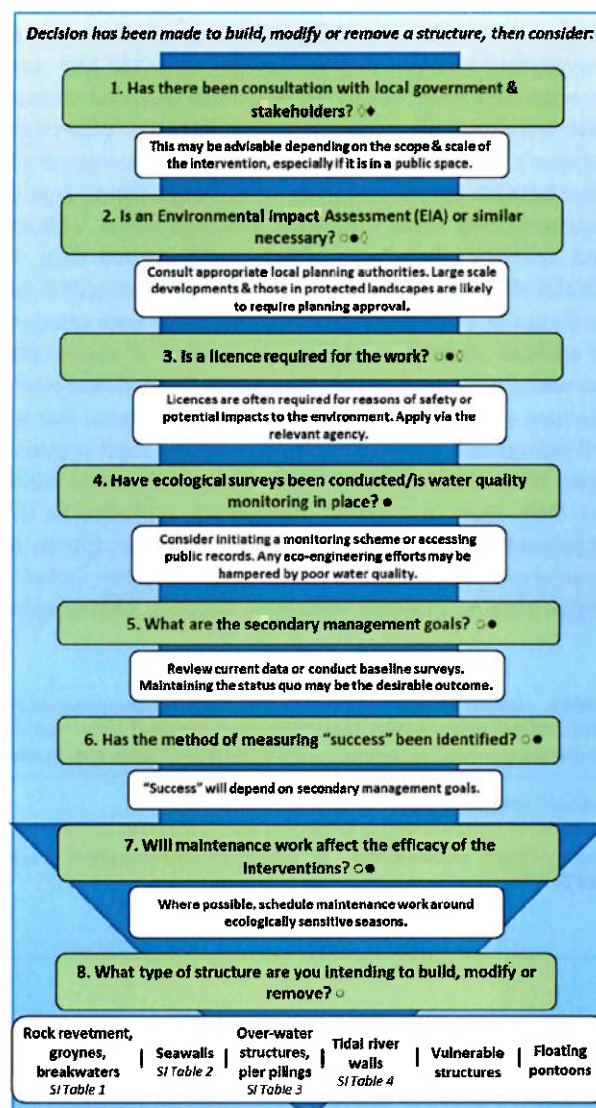 Decision has been made to build, modify or remove a structure, then consider:
1. Has there been consultation with local government &
stakeholders? ◊♦
This may be advisable depending on the scope & scale of
the intervention, especially if it is in a public space.
2. Is an Environmental Impact Assessment (EIA) or similar
necessary? ○●◊
Consult appropriate local planning authorities. Large scale
developments & those in protected landscapes are likely
to require planning approval.
3. Is a licence required for the work? ○●◊
Licences are often required for reasons of safety or
potential impacts to the environment. Apply via the
relevant agency.
4. Have ecological surveys been conducted/is water quality
monitoring in place? ●
Consider initiating a monitoring scheme or accessing
public records. Any eco-engineering efforts may be
hampered by poor water quality.
5. What are the secondary management goals? ○●
Review current data or conduct baseline surveys.
Maintaining the status quo may be the desirable outcome.
6. Has the method of measuring “success” been identified? ○●
“Success” will depend on secondary management goals.
7. Will maintenance work affect the efficacy of the
interventions? ○●
Where possible, schedule maintenance work around
ecologically sensitive seasons.
8. What type of structure are you intending to build, modify or
remove? ○
Rock revetment,
groynes,
breakwaters
SI Table 1
Seawalls
SI Table 2
Over-water
structures,
pier pilings
SI Table 3
Tidal river
walls
SI Table 4
Vulnerable
structures
Floating
pontoons